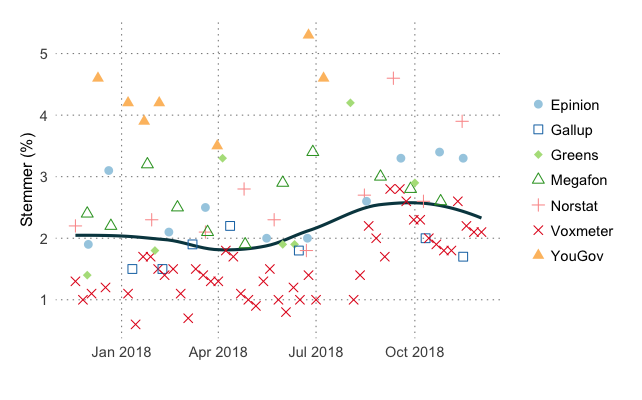 Stemmer (%)
5
4
3
2
1
Jan 2018
Apr 2018
Jul 2018
Oct 2018
Epinion
Gallup
Greens
Megafon
Norstat
Voxmeter
YouGov